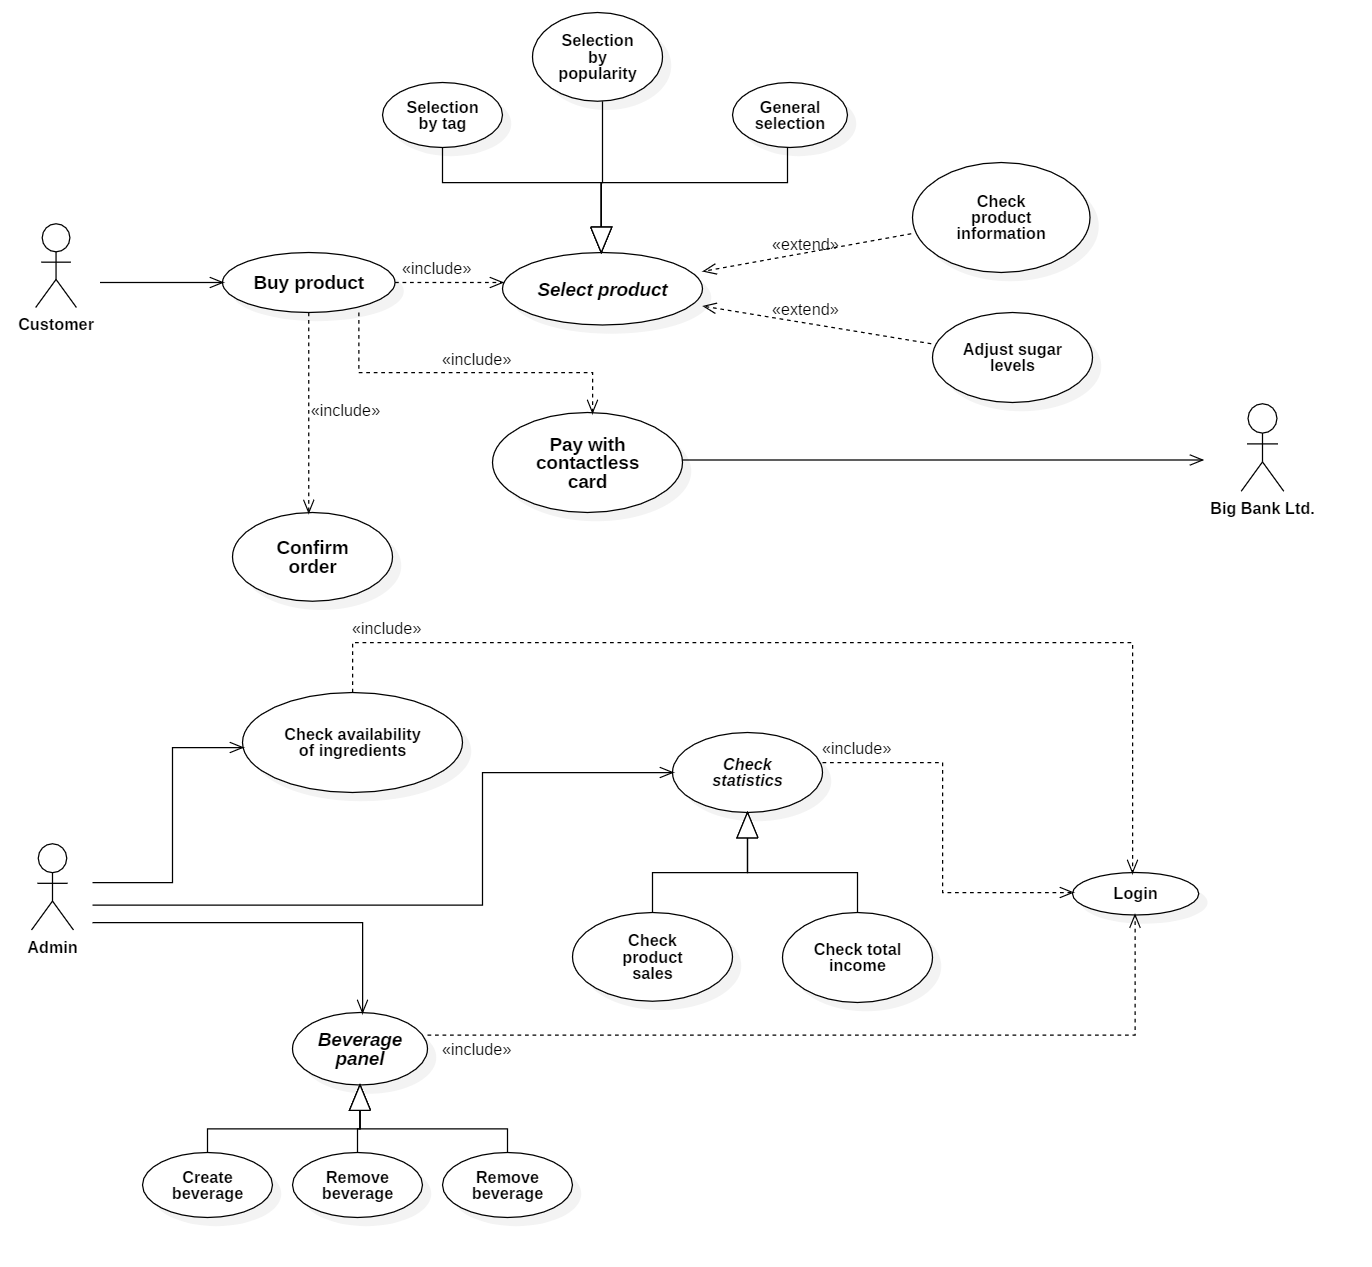 Selection
by
popularity
Selection
by tag
General
selection
Check
product
information
Customer
Buy product
«include»
Select product
«extend»
«extend»
Adjust sugar
levels
«include»
«include»
Pay with
contactless
card
Big Bank Ltd.
Confirm
order
«include»
Check availability
of ingredients
Check
statistics
«include»
Admin
Login
Check
product
sales
Check total
income
Beverage
panel
«include»
Create
beverage
Remove
beverage
Remove
beverage